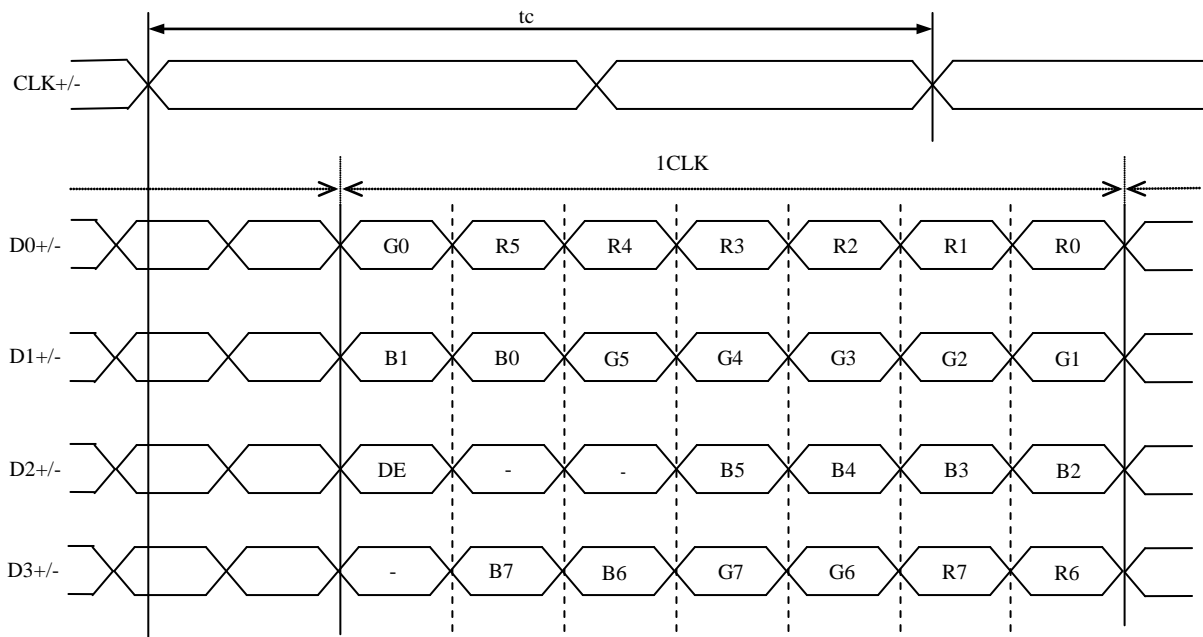 tc
CLK+/-
1CLK
D0+/- G0 R5 R4 R3 R2 R1 R0
D1+/- B1 B0 G5 G4 G3 G2 G1
D2+/- DE - - B5 B4 B3 B2
D3+/- - B7 B6 G7 G6 R7 R6